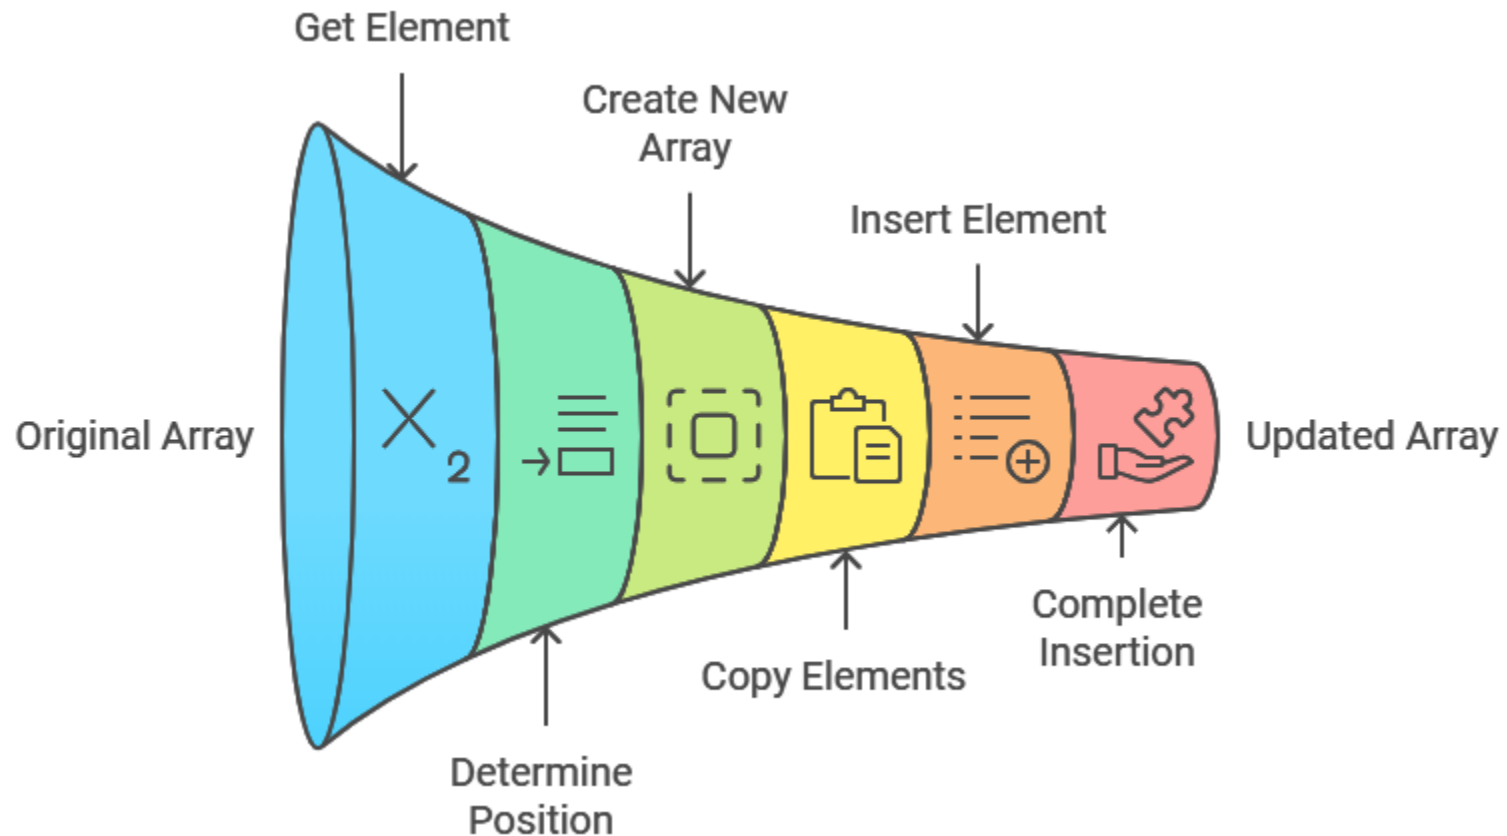 Get Element
Create New
Array
Insert Element
Original Array
X
2
Updated Array
Complete
Insertion
Copy Elements
Determine
Position